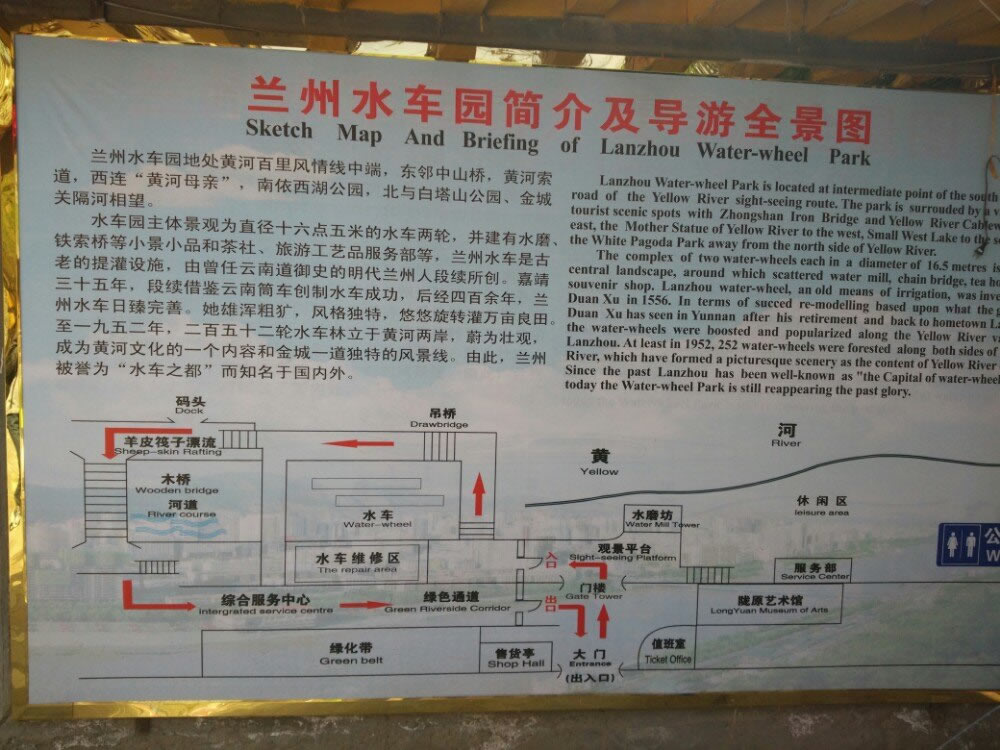 兰州水车园简介及导游全景图
Sketch Map And Briefing of Lanzhou Water-wheel Park
兰州水车园地处黄河百里风情线中端，东邻中山桥，黄河索
道，西连“黄河母亲”，南依西湖公园，北与白塔山公园、金城
关隔河相望。
水车园主体景观为直径十六点五米的水车两轮，并建有水磨、
铁索桥等小景小品和茶社、旅游工艺品服务部等，兰州水车是古
老的提灌设施，由曾任云南道御史的明代兰州人段续所创。嘉靖
三十五年，段续借鉴云南筒车创制水车成功，后经四百余年，兰
州水车日臻完善。她雄浑粗犷，风格独特，悠悠旋转灌万亩良田。
至一九五二年，二百五十二轮水车林立于黄河两岸，蔚为壮观，
成为黄河文化的一个内容和金城一道独特的风景线。由此，兰州
被誉为“水车之都”而知名于国内外。
Lanzhou Water-wheel Park is located at intermediate point of the south
road of the Yellow River sight-seeing route. The park is surrouded by a
tourist scenic spots with Zhongshan Iron Bridge and Yellow River
east, the Mother Statue of Yellow River to the west, Small West Lake to the
the White Pagoda Park away from the north side of Yellow River.
The complex of two water-wheels each in a diameter of 16.5 metres is
central landscape, around which scattered water mill, chain bridge, tea
souvenir shop. Lanzhou water-wheel, an old means of irrigation, was
Duan Xu in 1556. In terms of succed re-modelling based upon what the
Duan Xu has seen in Yunnan after his retirement and back to hometown
the water-wheels were boosted and popularized along the Yellow River
Lanzhou. At least in 1952, 252 water-wheels were forested along both sides of
River, which have formed a picturesque scenery as the content of Yellow River
Since the past Lanzhou has been well-known as "the Capital of
today the Water-wheel Park is still reappearing the past glory.
码头
Dock
吊桥
Drawbridge
羊皮筏子漂流
Sheep-skin Rafting
木桥
Wooden bridge
河道
River course
水车
Water-wheel
水车维修区
The repair area
黄
Yellow
河
River
休闲区
leisure area
水磨坊
Water Mill Tower
观景平台
Sight-seeing Platform
入口
服务部
Service Center
公
W
综合服务中心
Intergrated service centre
绿色通道
Green Riverside Corridor
出口
门楼
Gate Tower
陇原艺术馆
LongYuan Museum of Arts
绿化带
Green belt
售货亭
Shop Hall
大门
Entrance
(出入口)
值班室
Ticket Office